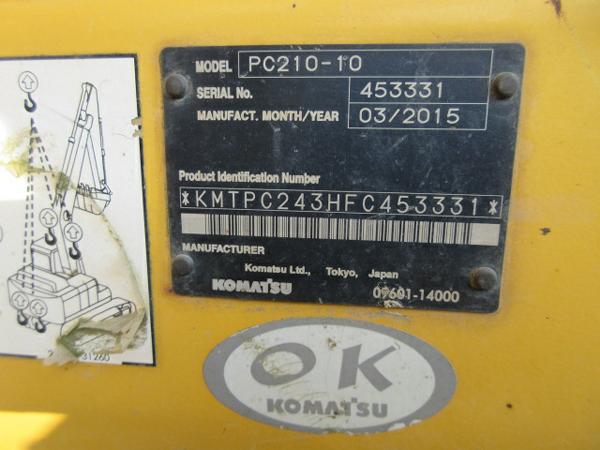 MODEL PC210-10
SERIAL No. 453331
MANUFACT. MONTH/YEAR 03/2015
Product Identification Number
*KMTPC243HFC453331*
MANUFACTURER
Komatsu Ltd., Tokyo, Japan
KOMATSU 09601-14000
OK
KOMATSU
31260